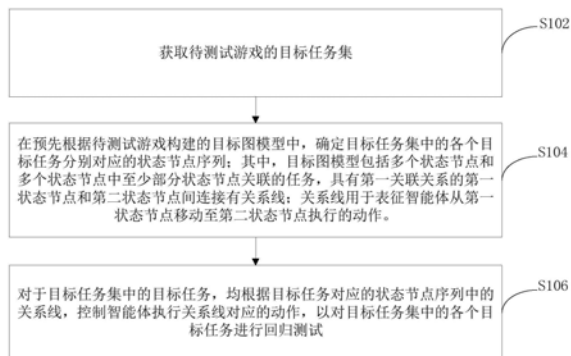 S102
获取待测试游戏的目标任务集
S104
在预先根据待测试游戏构建的目标图模型中，确定目标任务集中的各个目
标任务分别对应的状态节点序列；其中，目标图模型包括多个状态节点和
多个状态节点中至少部分状态节点关联的任务，具有第一关联关系的第一
状态节点和第二状态节点间连接有关系线；关系线用于表征智能体从第一
状态节点移动至第二状态节点执行的动作。
S106
对于目标任务集中的目标任务，均根据目标任务对应的状态节点序列中的
关系线，控制智能体执行关系线对应的动作，以对目标任务集中的各个目
标任务进行回归测试